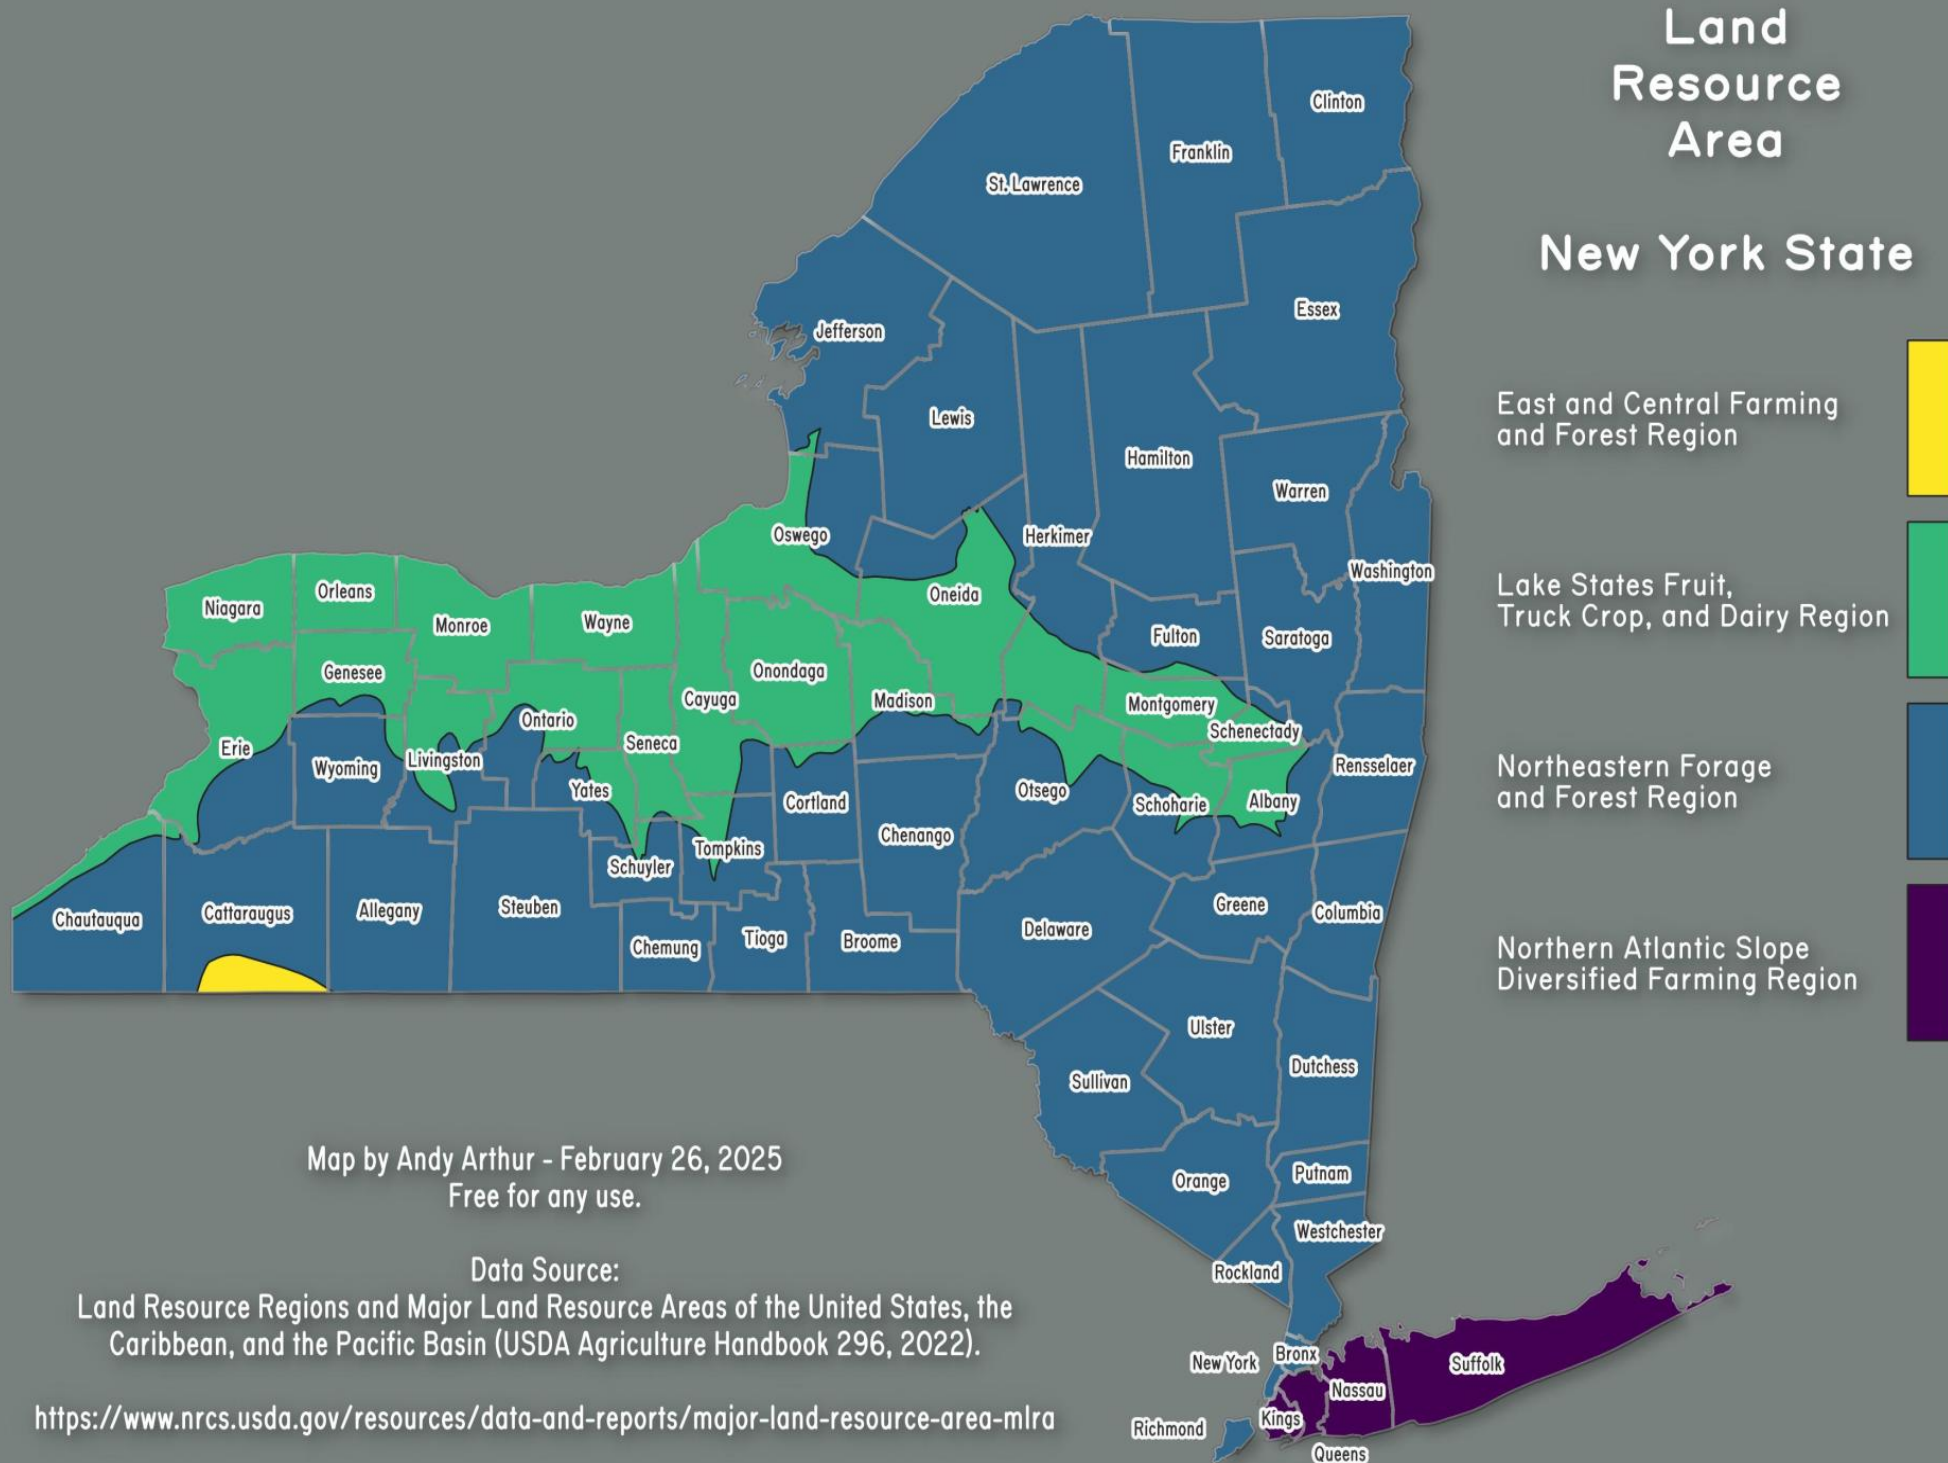 Land
Resource
Area
New York State
East and Central Farming
and Forest Region
Lake States Fruit,
Truck Crop, and Dairy Region
Northeastern Forage
and Forest Region
Northern Atlantic Slope
Diversified Farming Region
Clinton
Franklin
St. Lawrence
Essex
Jefferson
Lewis
Hamilton
Warren
Oswego
Herkimer
Washington
Oneida
Niagara
Orleans
Monroe
Wayne
Fulton
Saratoga
Genesee
Onondaga
Cayuga
Madison
Montgomery
Ontario
Schenectady
Seneca
Erie
Livingston
Wyoming
Rensselaer
Yates
Otsego
Cortland
Schoharie
Albany
Chenango
Tompkins
Schuyler
Chautauqua
Cattaraugus
Allegany
Steuben
Greene
Columbia
Delaware
Chemung
Tioga
Broome
Ulster
Dutchess
Sullivan
Orange
Putnam
Westchester
Rockland
New York
Bronx
Suffolk
Nassau
Kings
Richmond
Queens
Map by Andy Arthur - February 26, 2025
Free for any use.
Data Source:
Land Resource Regions and Major Land Resource Areas of the United States, the
Caribbean, and the Pacific Basin (USDA Agriculture Handbook 296, 2022).
https://www.nrcs.usda.gov/resources/data-and-reports/major-land-resource-area-mlra